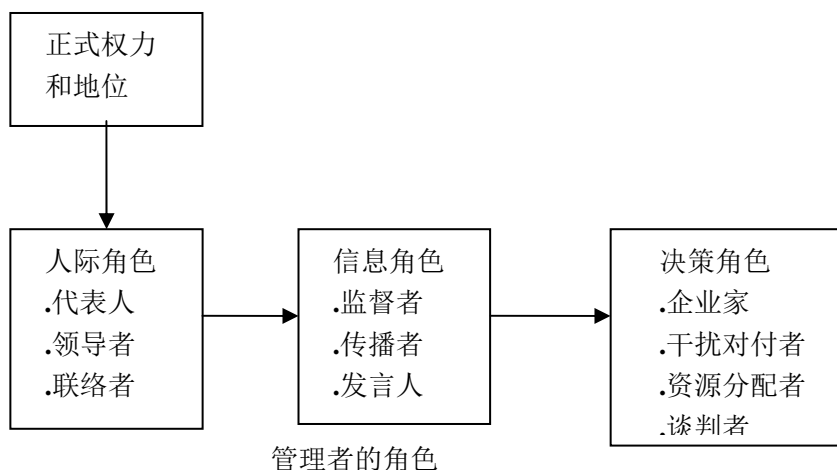 正式权力
和地位
人际角色
.代表人
.领导者
.联络者
信息角色
.监督者
.传播者
.发言人
决策角色
.企业家
.干扰对付者
.资源分配者
.谈判者
管理者的角色